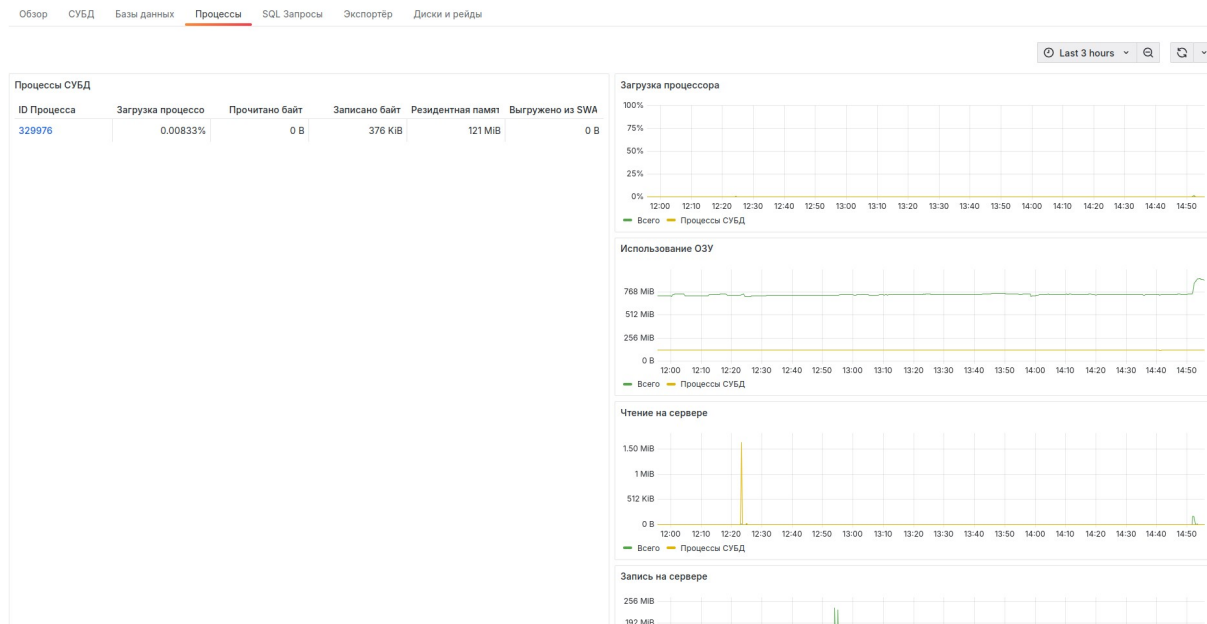 Обзор СУБД Базы данных Процессы SQL Запросы Экспортёр Диски и рейды
Last 3 hours
Процессы СУБД
ID Процесса Загрузка процессо Прочитано байт Записано байт Резидентная памят Выгружено из SWA
329976 0.00833% 0 B 376 KiB 121 MiB 0 B
Загрузка процессора
100%
75%
50%
25%
0%
12:00 12:10 12:20 12:30 12:40 12:50 13:00 13:10 13:20 13:30 13:40 13:50 14:00 14:10 14:20 14:30 14:40 14:50
Всего Процессы СУБД
Использование ОЗУ
768 MiB
512 MiB
256 MiB
0 B
12:00 12:10 12:20 12:30 12:40 12:50 13:00 13:10 13:20 13:30 13:40 13:50 14:00 14:10 14:20 14:30 14:40 14:50
Всего Процессы СУБД
Чтение на сервере
1.50 MiB
1 MiB
512 KiB
0 B
12:00 12:10 12:20 12:30 12:40 12:50 13:00 13:10 13:20 13:30 13:40 13:50 14:00 14:10 14:20 14:30 14:40 14:50
Всего Процессы СУБД
Запись на сервере
256 MiB
192 MiB